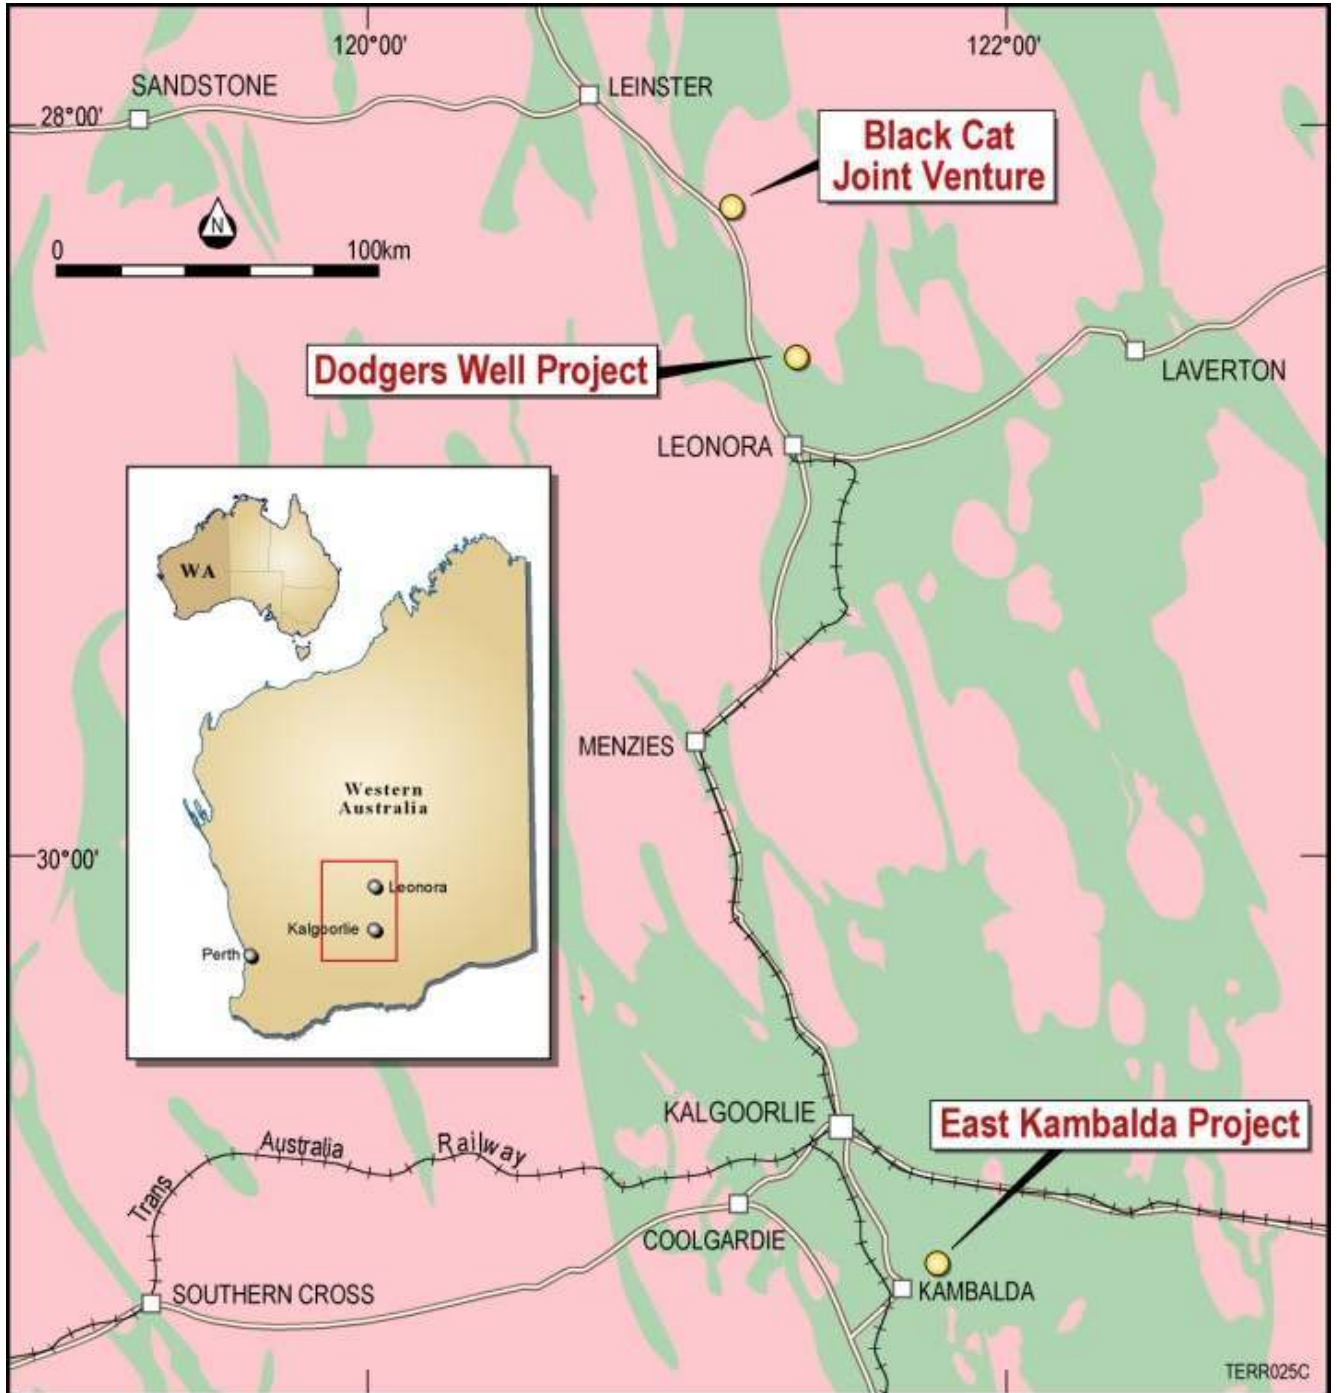 120°00'
122°00'
SANDSTONE
LEINSTER
28°00'
Black Cat
Joint Venture
N
0
100km
Dodgers Well Project
LAVERTON
LEONORA
WA
MENZIES
Western
Australia
30°00'
Leonora
Kalgoorlie
Perth
KALGOORLIE
East Kambalda Project
Trans Australia Railway
COOLGARDIE
SOUTHERN CROSS
KAMBALDA
TERR025C